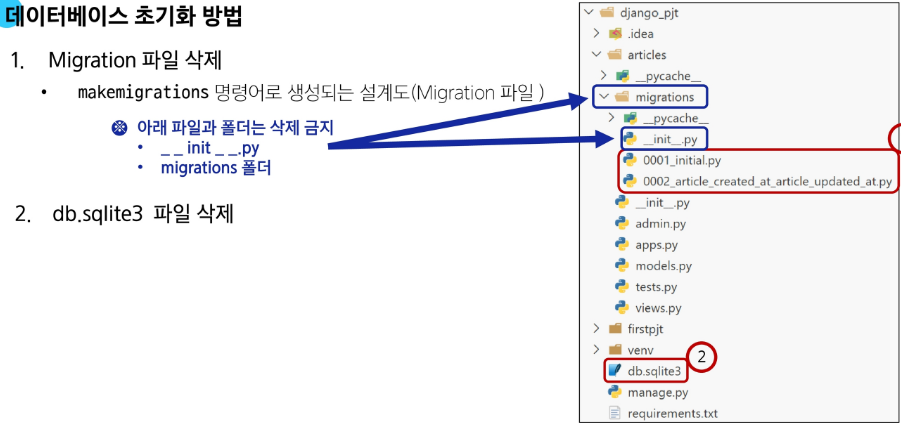 데이터베이스 초기화 방법
1. Migration 파일 삭제
• makemigrations 명령어로 생성되는 설계도(Migration 파일 )
※ 아래 파일과 폴더는 삭제 금지
• _ _ init _ _.py
• migrations 폴더
2. db.sqlite3 파일 삭제
django_pjt
.idea
articles
__pycache__
migrations
__pycache__
__init__.py
0001_initial.py
0002_article_created_at_article_updated_at.py
__init__.py
admin.py
apps.py
models.py
tests.py
views.py
firstpjt
venv
2
db.sqlite3
manage.py
requirements.txt